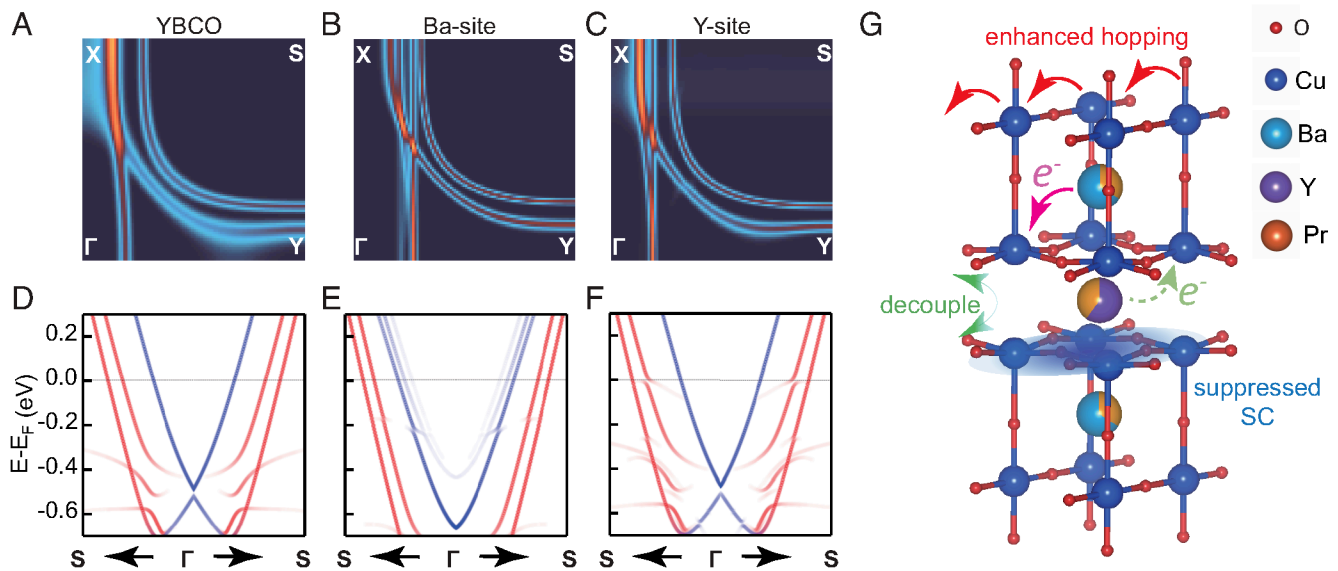 A YBCO
B Ba-site
C Y-site
G
X S
Γ Y
X S
Γ Y
X S
Γ Y
enhanced hopping
e-
decouple
e-
suppressed
SC
O
Cu
Ba
Y
Pr
D
E
F
E-EF (eV)
0.2
0.0
-0.2
-0.4
-0.6
S Γ S
S Γ S
S Γ S